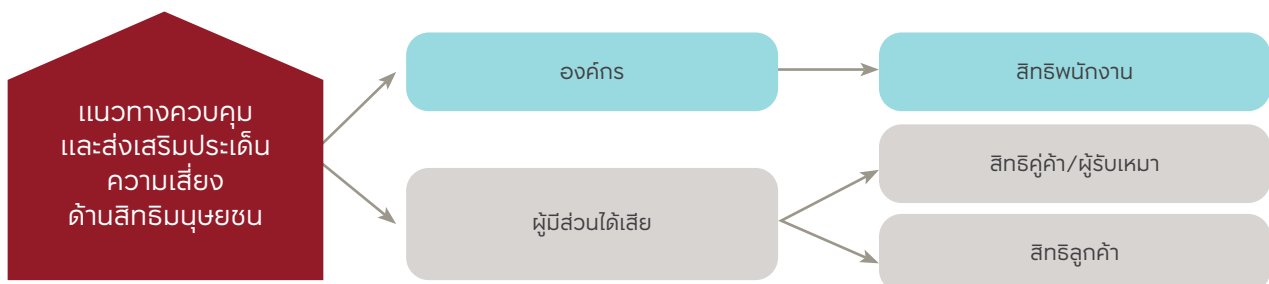 แนวทางควบคุม
และส่งเสริมประเด็น
ความเสี่ยง
ด้านสิทธิมนุษยชน
องค์กร
สิทธิพนักงาน
ผู้มีส่วนได้เสีย
สิทธิคู่ค้า/ผู้รับเหมา
สิทธิลูกค้า